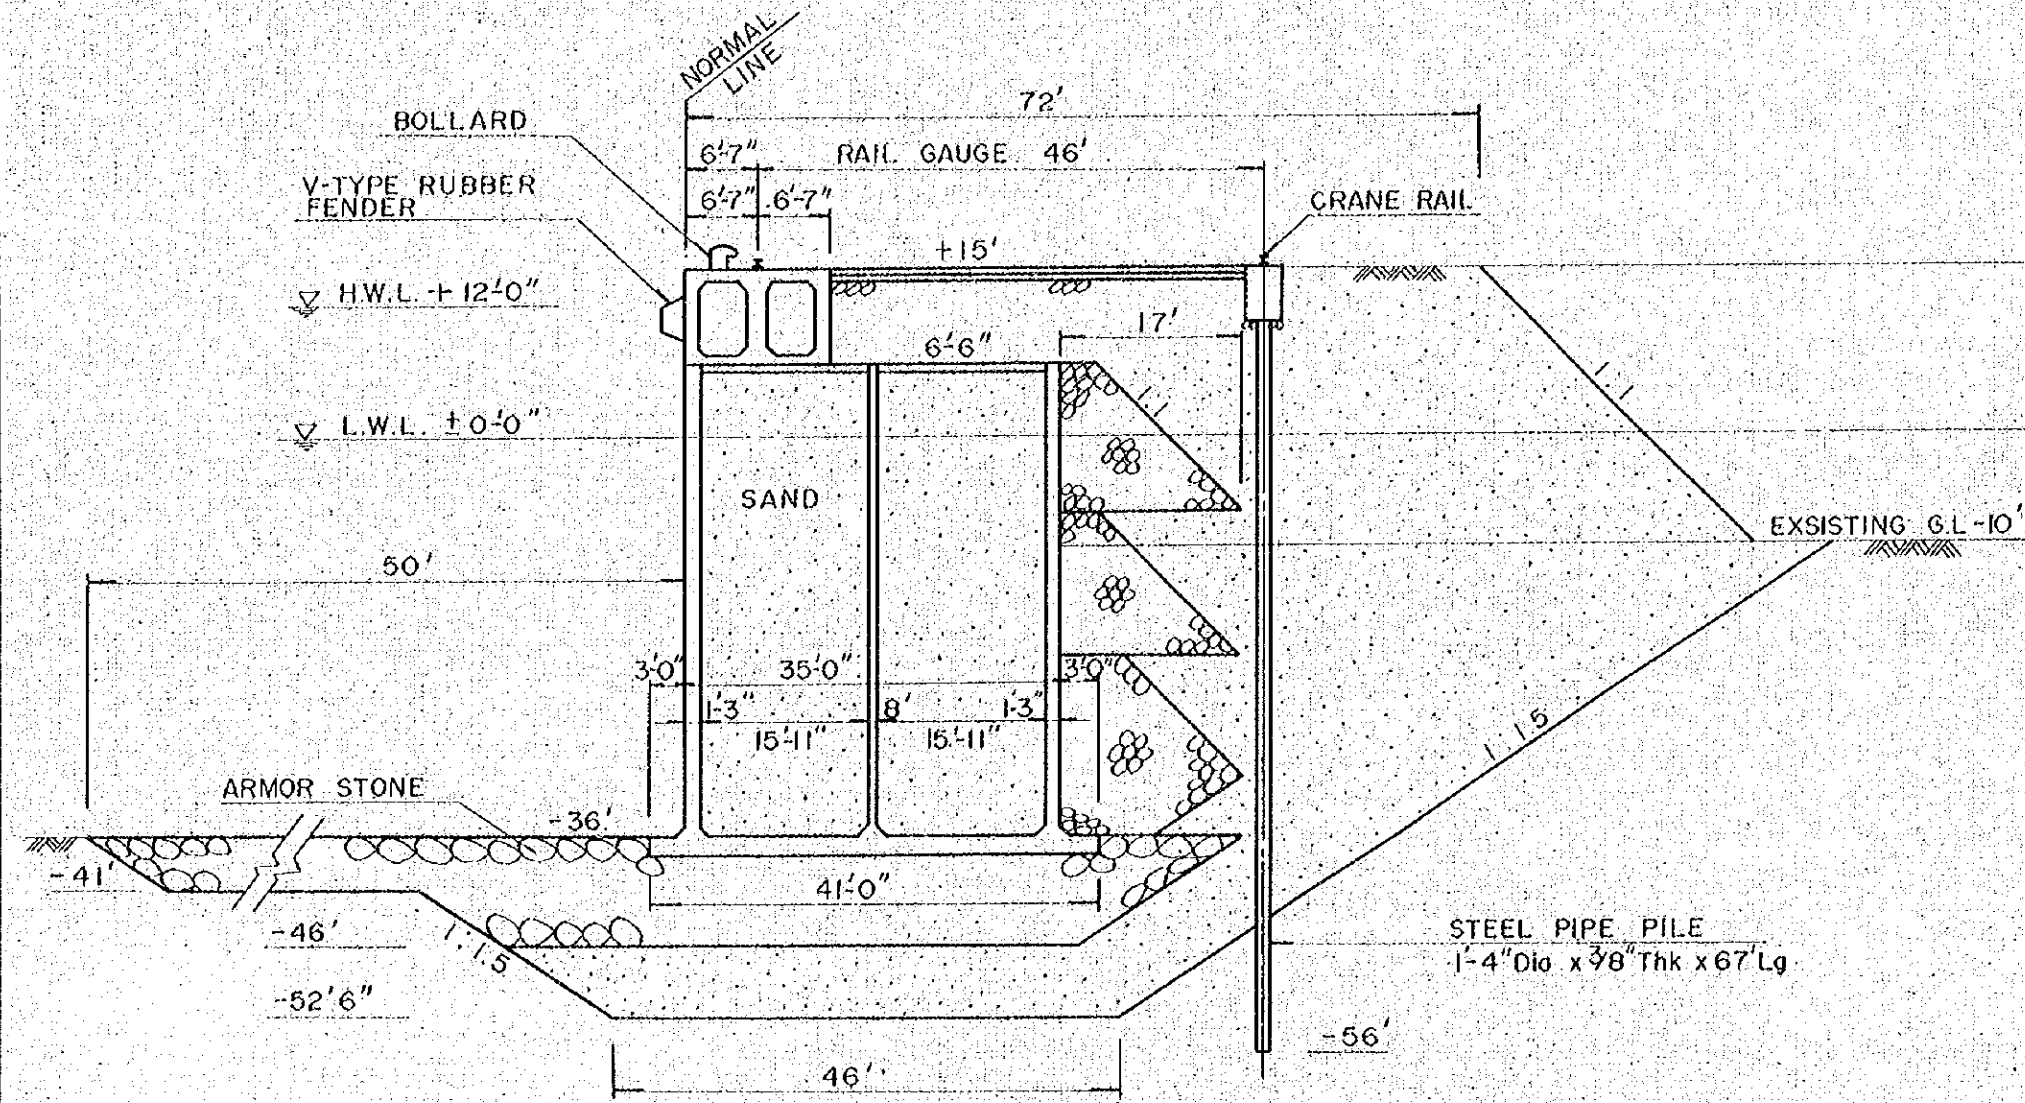 NORMAL
LINE
72'
BOLLARD
6'-7" RAIL GAUGE 46'
V-TYPE RUBBER
FENDER
6'-7" 6'-7"
CRANE RAIL
+15'
H.W.L. +12'-0"
17'
6'-6"
1:1
1:1
L.W.L. ±0'-0"
SAND
EXSISTING G.L -10'
50'
3'-0" 35'-0" 3'-0"
1'-3" 8' 1'-3"
15'-11" 15'-11"
1:1.5
ARMOR STONE
-36'
-41'
41'-0"
-46'
1:1.5
STEEL PIPE PILE
1'-4"Dia x 3/8"Thk x 67'Lg
-52'6"
-56'
46'